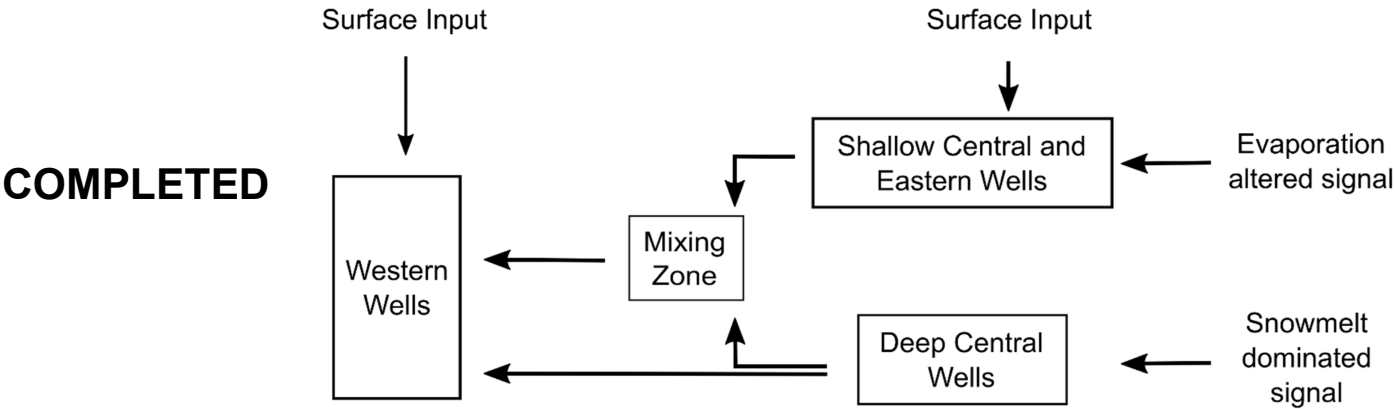 Surface Input
Surface Input
COMPLETED
Shallow Central and
Eastern Wells
Evaporation
altered signal
Mixing
Zone
Western
Wells
Deep Central
Wells
Snowmelt
dominated
signal